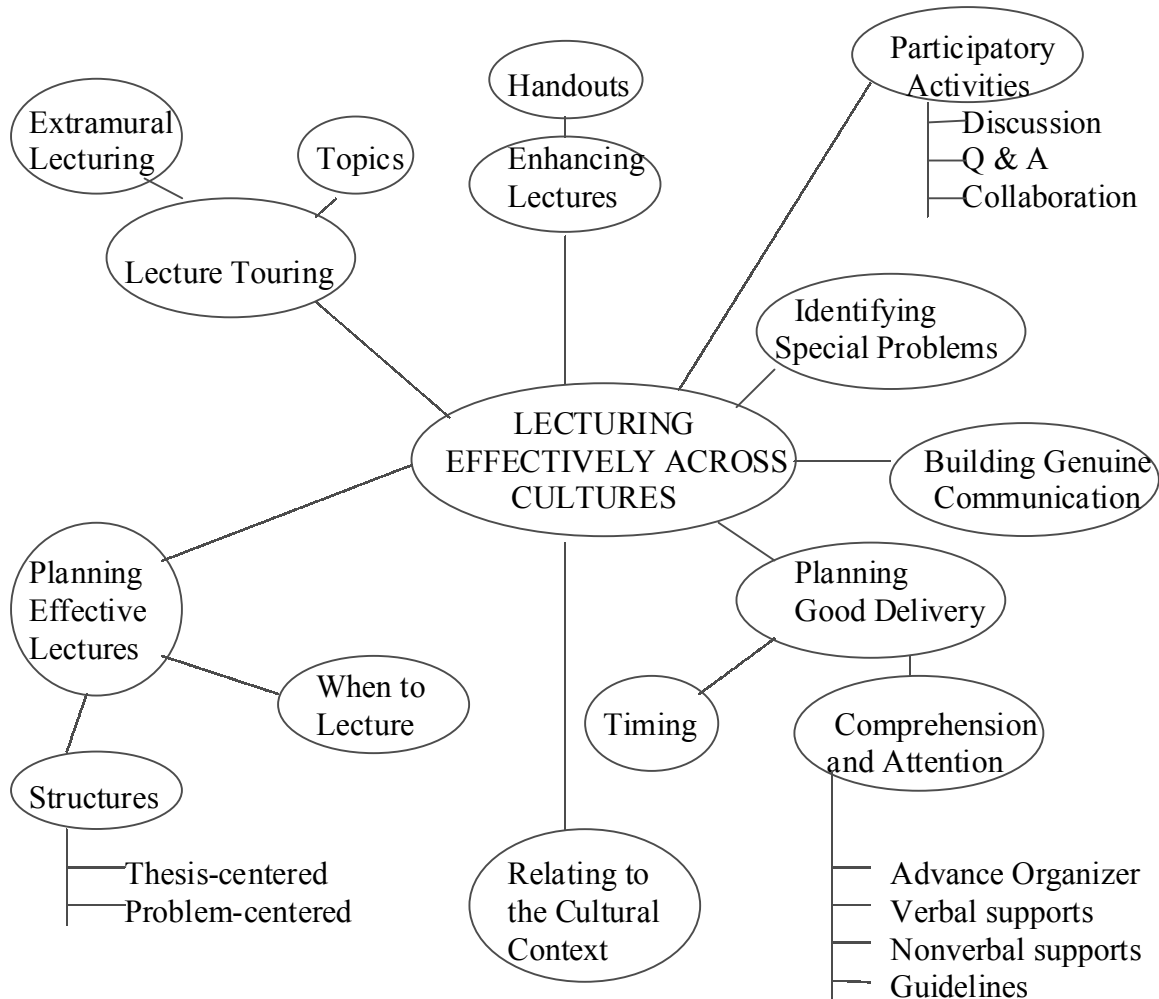 Participatory
Activities
Discussion
Q & A
Collaboration
Handouts
Enhancing
Lectures
Extramural
Lecturing
Topics
Lecture Touring
Identifying
Special Problems
LECTURING
EFFECTIVELY ACROSS
CULTURES
Building Genuine
Communication
Planning
Effective
Lectures
When to
Lecture
Structures
Thesis-centered
Problem-centered
Planning
Good Delivery
Timing
Comprehension
and Attention
Advance Organizer
Verbal supports
Nonverbal supports
Guidelines
Relating to
the Cultural
Context